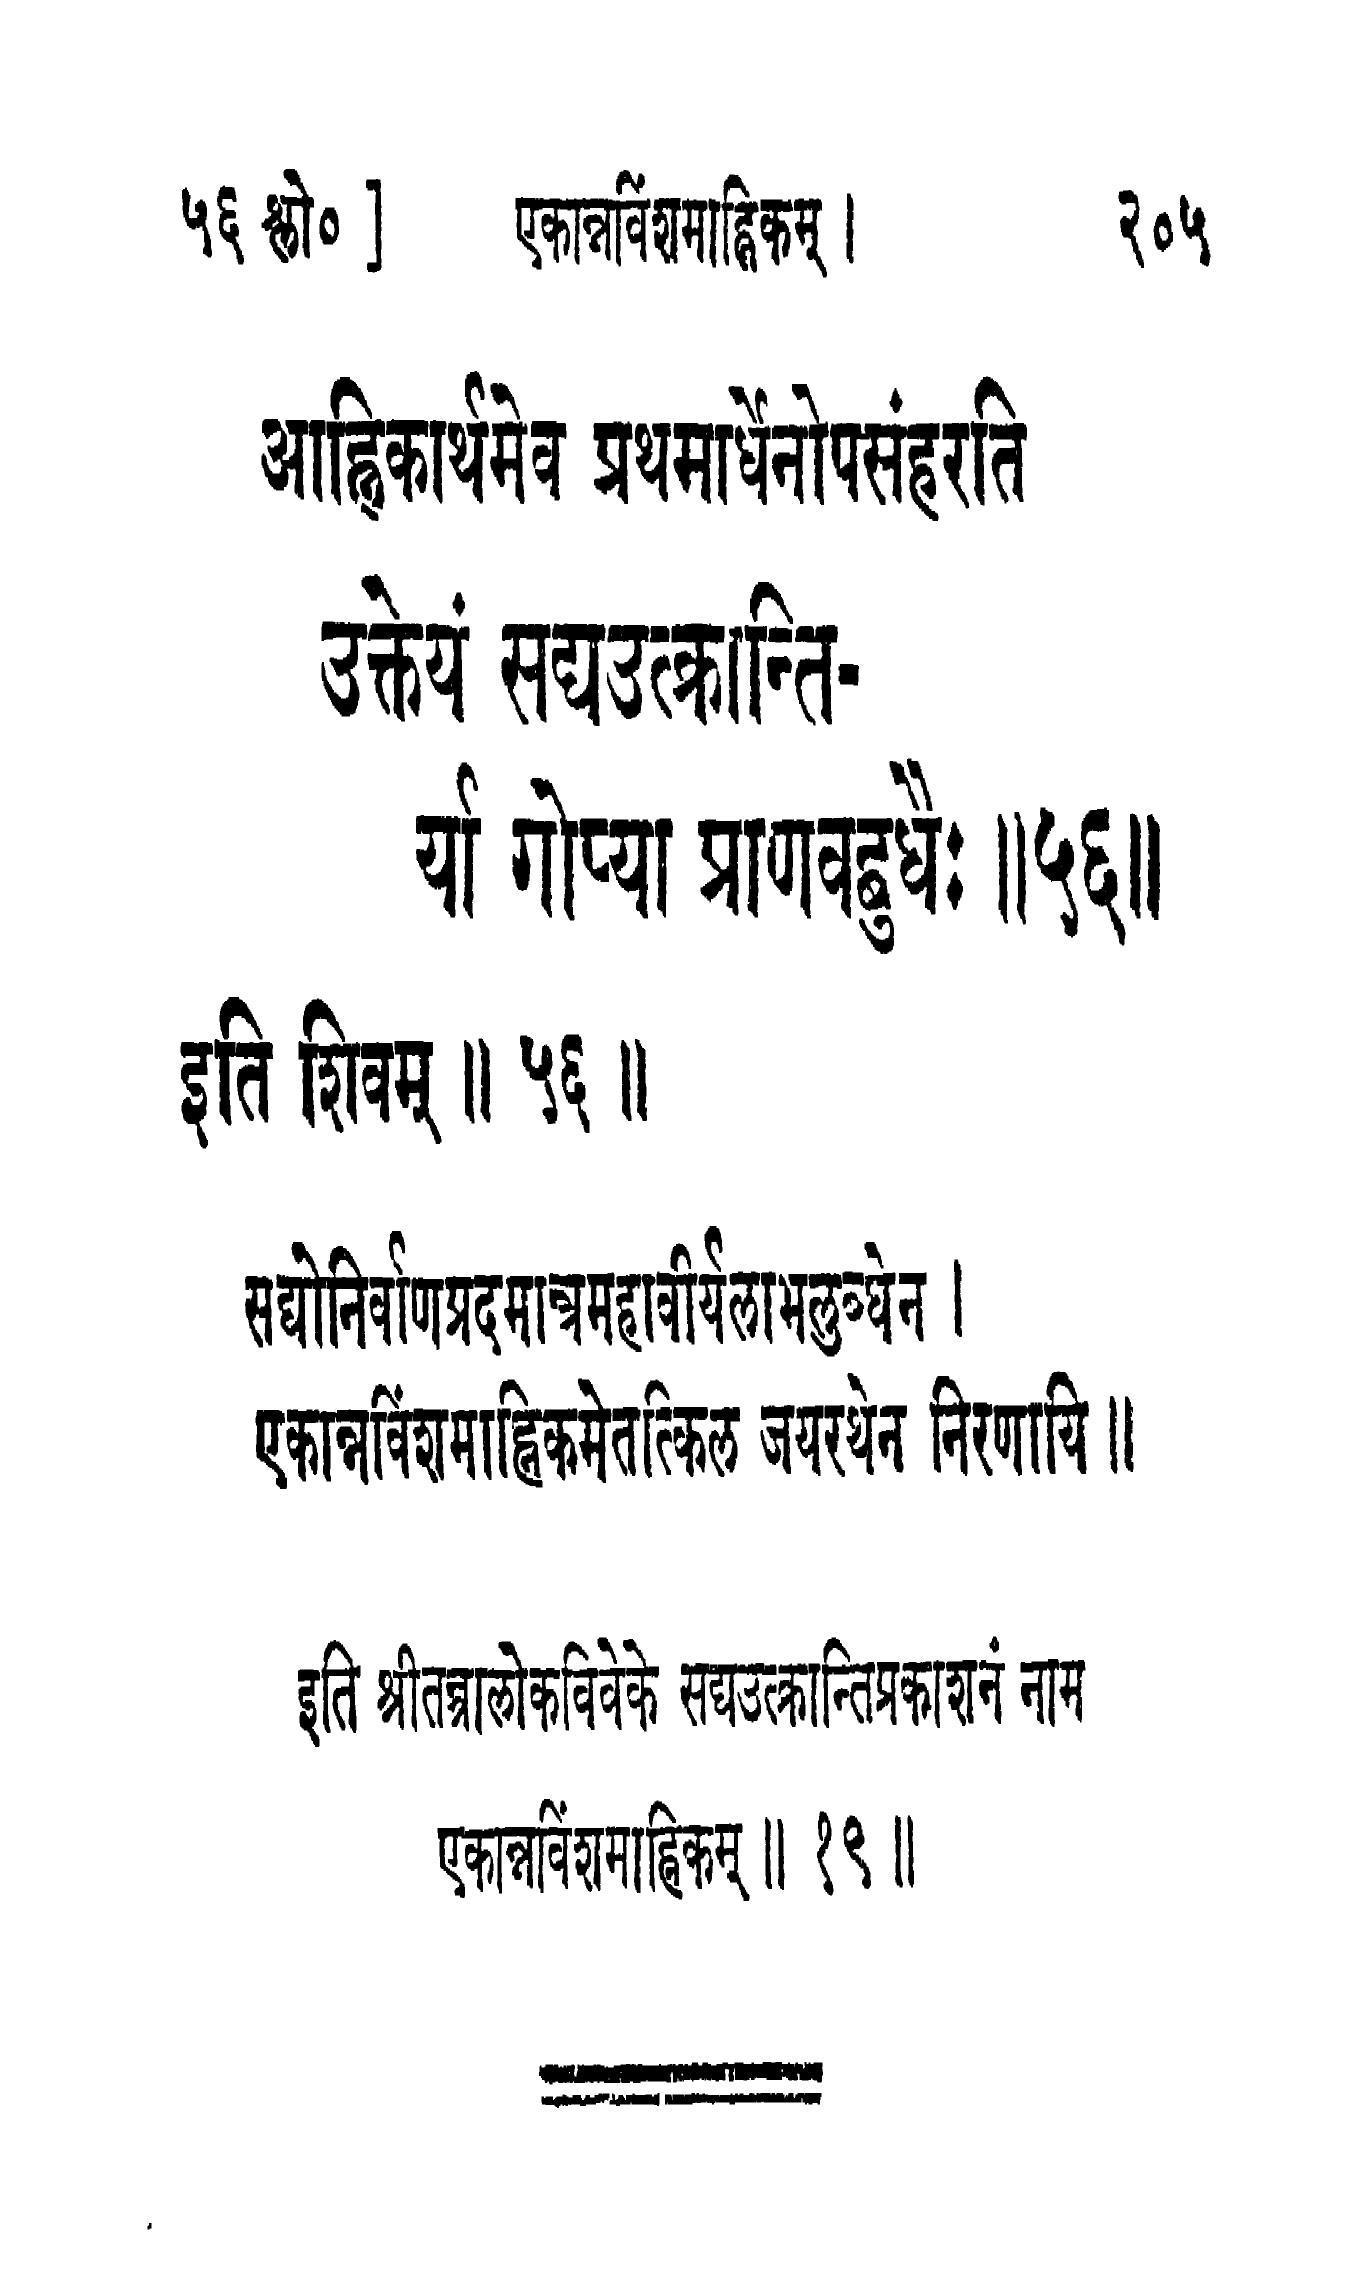 ५६ श्लो० ] एकान्नविंशमाह्निकम् । २०५
आह्निकार्थमेव प्रथमार्धेनोपसंहरति
उक्तेयं सद्यउत्क्रान्ति-
र्या गोप्या प्राणवद्बुधैः ॥५६॥
इति शिवम् ॥ ५६ ॥
सद्योनिर्वाणप्रदमान्त्रमहावीर्यलाभलुब्धेन ।
एकान्नविंशमाह्निकमेतत्किल जयरथेन निरणायि ॥
इति श्रीतन्त्रालोकविवेके सद्यउत्क्रान्तिप्रकाशनं नाम
एकान्नविंशमाह्निकम् ॥ १९ ॥